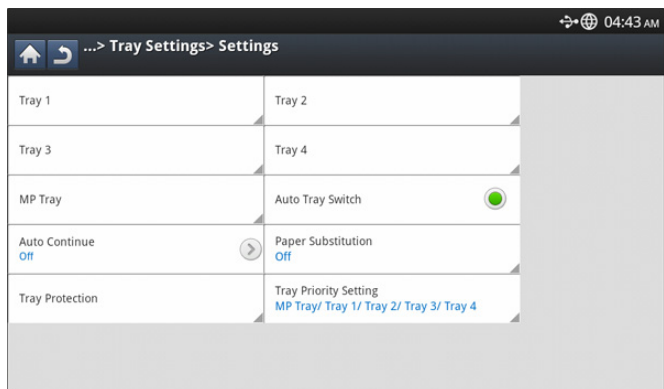 04:43 AM
...> Tray Settings> Settings
Tray 1
Tray 2
Tray 3
Tray 4
MP Tray
Auto Tray Switch
Auto Continue
Off
Paper Substitution
Off
Tray Protection
Tray Priority Setting
MP Tray/ Tray 1/ Tray 2/ Tray 3/ Tray 4